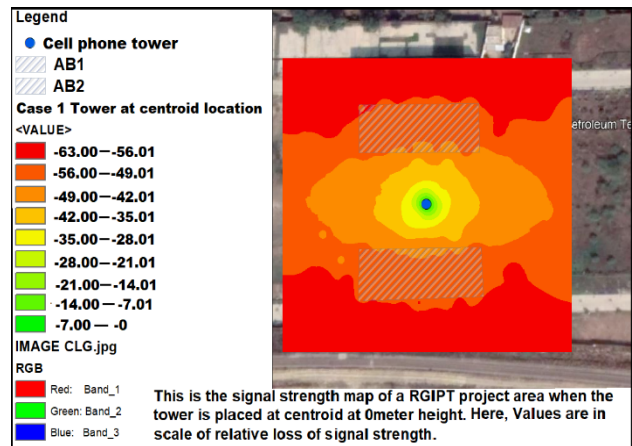 Legend
Cell phone tower
AB1
AB2
Case 1 Tower at centroid location
<VALUE>
-63.00—-56.01
-56.00—-49.01
-49.00—-42.01
-42.00—-35.01
-35.00—-28.01
-28.00—-21.01
-21.00—-14.01
-14.00—-7.01
-7.00 — -0
IMAGE CLG.jpg
RGB
Red: Band_1
Green: Band_2
Blue: Band_3
etroleum Te
This is the signal strength map of a RGIPT project area when the
tower is placed at centroid at 0meter height. Here, Values are in
scale of relative loss of signal strength.